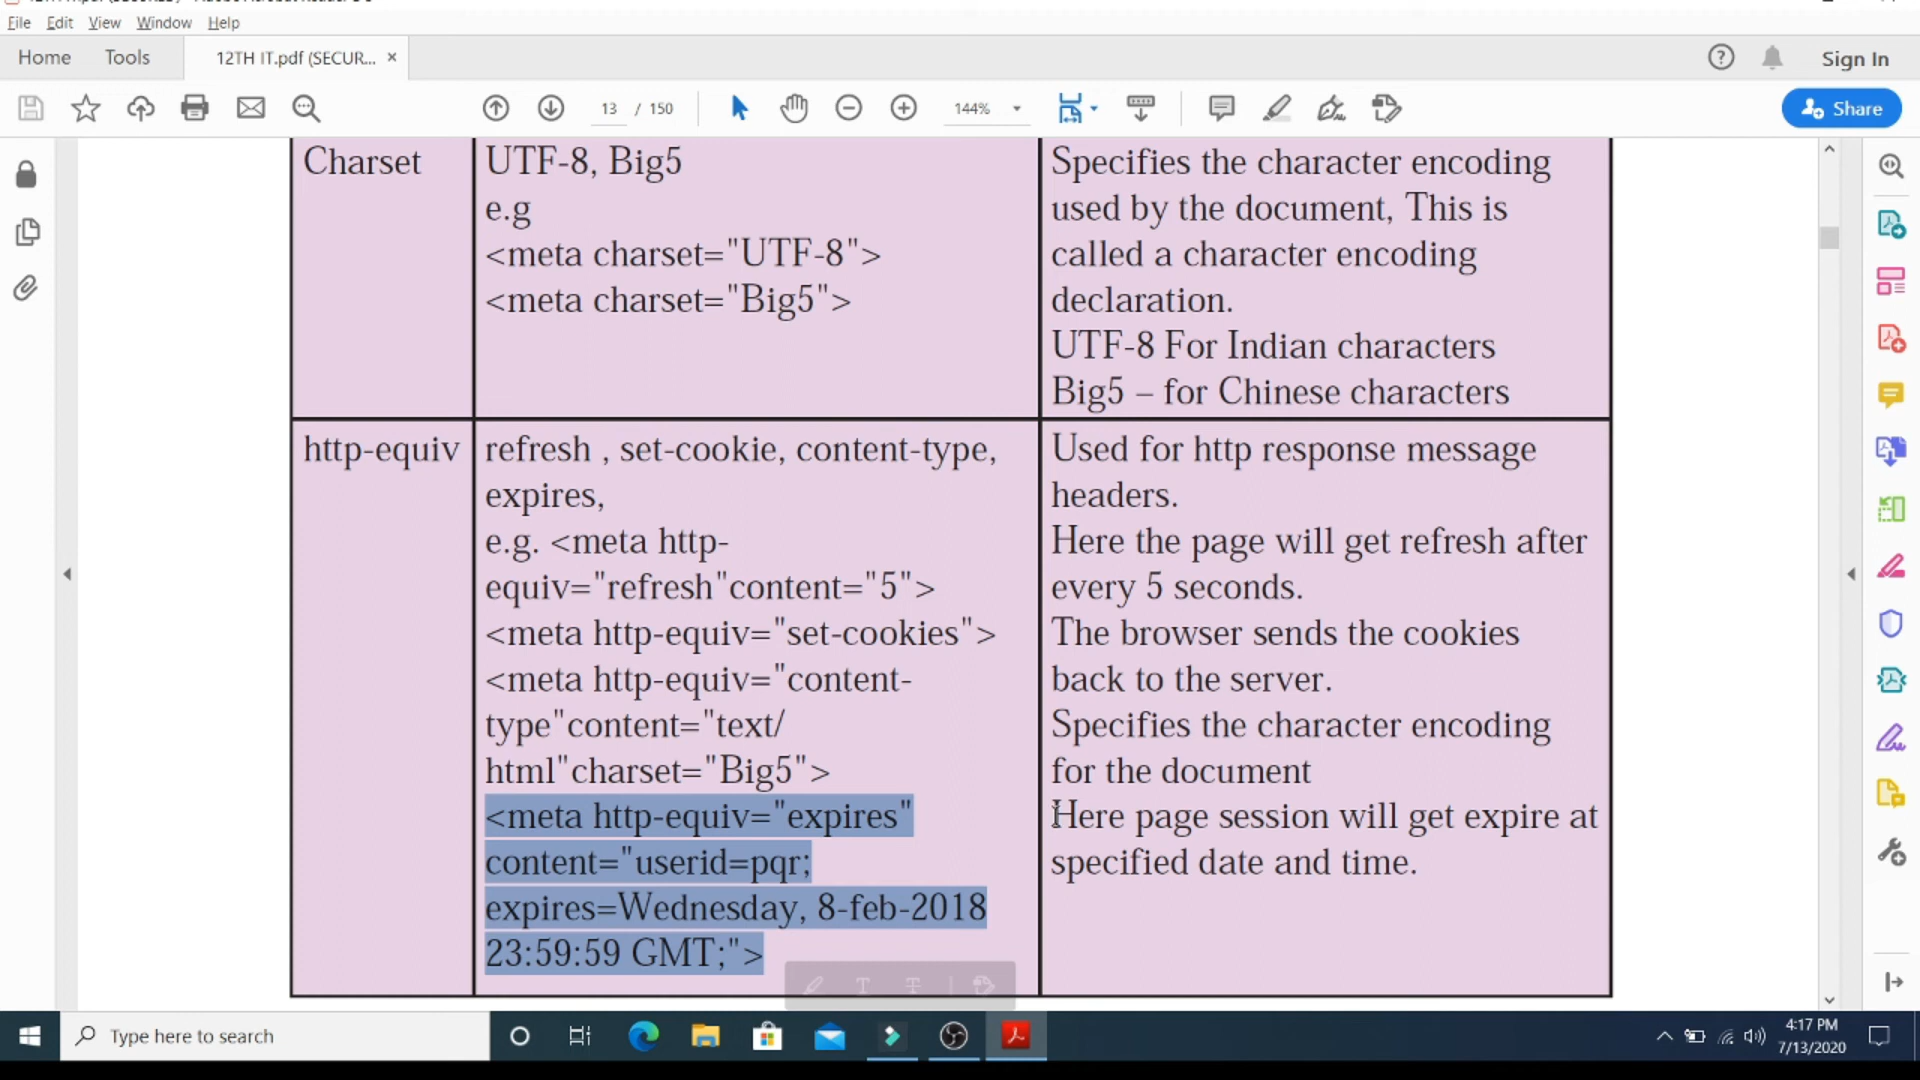 File Edit View Window Help
Home Tools 12TH IT.pdf (SECUR... × Sign In
13 / 150 144% Share
Charset
UTF-8, Big5
e.g
<meta charset="UTF-8">
<meta charset="Big5">
Specifies the character encoding
used by the document, This is
called a character encoding
declaration.
UTF-8 For Indian characters
Big5 – for Chinese characters
http-equiv
refresh , set-cookie, content-type,
expires,
e.g. <meta http-
equiv="refresh"content="5">
<meta http-equiv="set-cookies">
<meta http-equiv="content-
type"content="text/
html"charset="Big5">
<meta http-equiv="expires"
content="userid=pqr;
expires=Wednesday, 8-feb-2018
23:59:59 GMT;">
Used for http response message
headers.
Here the page will get refresh after
every 5 seconds.
The browser sends the cookies
back to the server.
Specifies the character encoding
for the document
Here page session will get expire at
specified date and time.
Type here to search
4:17 PM
7/13/2020